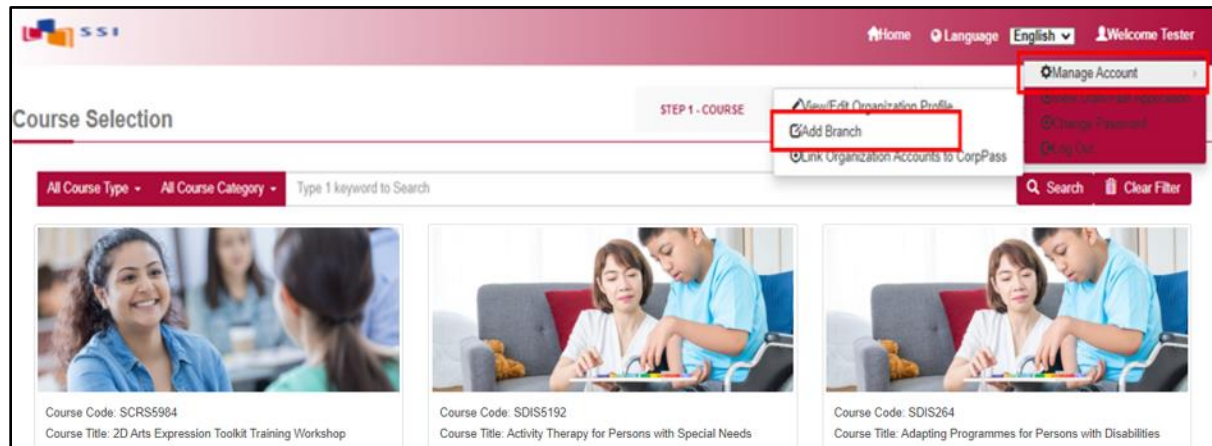 SSI
Home Language English Welcome Tester
Manage Account
Course Selection
STEP 1 - COURSE
View/Edit Organization Profile
Add Branch
Change Password
Link Organization Accounts to CorpPass
Log Out
All Course Type All Course Category Type 1 keyword to Search Search Clear Filter
Course Code: SCRS5984
Course Title: 2D Arts Expression Toolkit Training Workshop
Course Code: SDIS5192
Course Title: Activity Therapy for Persons with Special Needs
Course Code: SDIS264
Course Title: Adapting Programmes for Persons with Disabilities